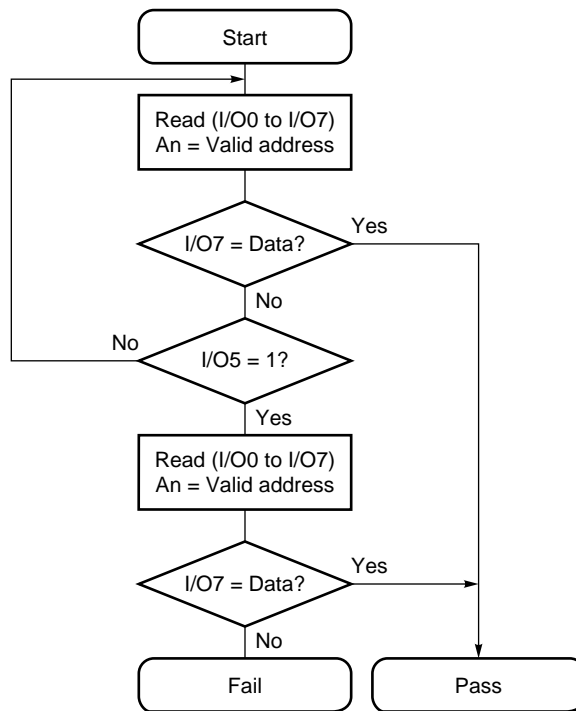 Start
Read (I/O0 to I/O7)
An = Valid address
Yes
I/O7 = Data?
No
No
I/O5 = 1?
Yes
Read (I/O0 to I/O7)
An = Valid address
Yes
I/O7 = Data?
No
Fail
Pass